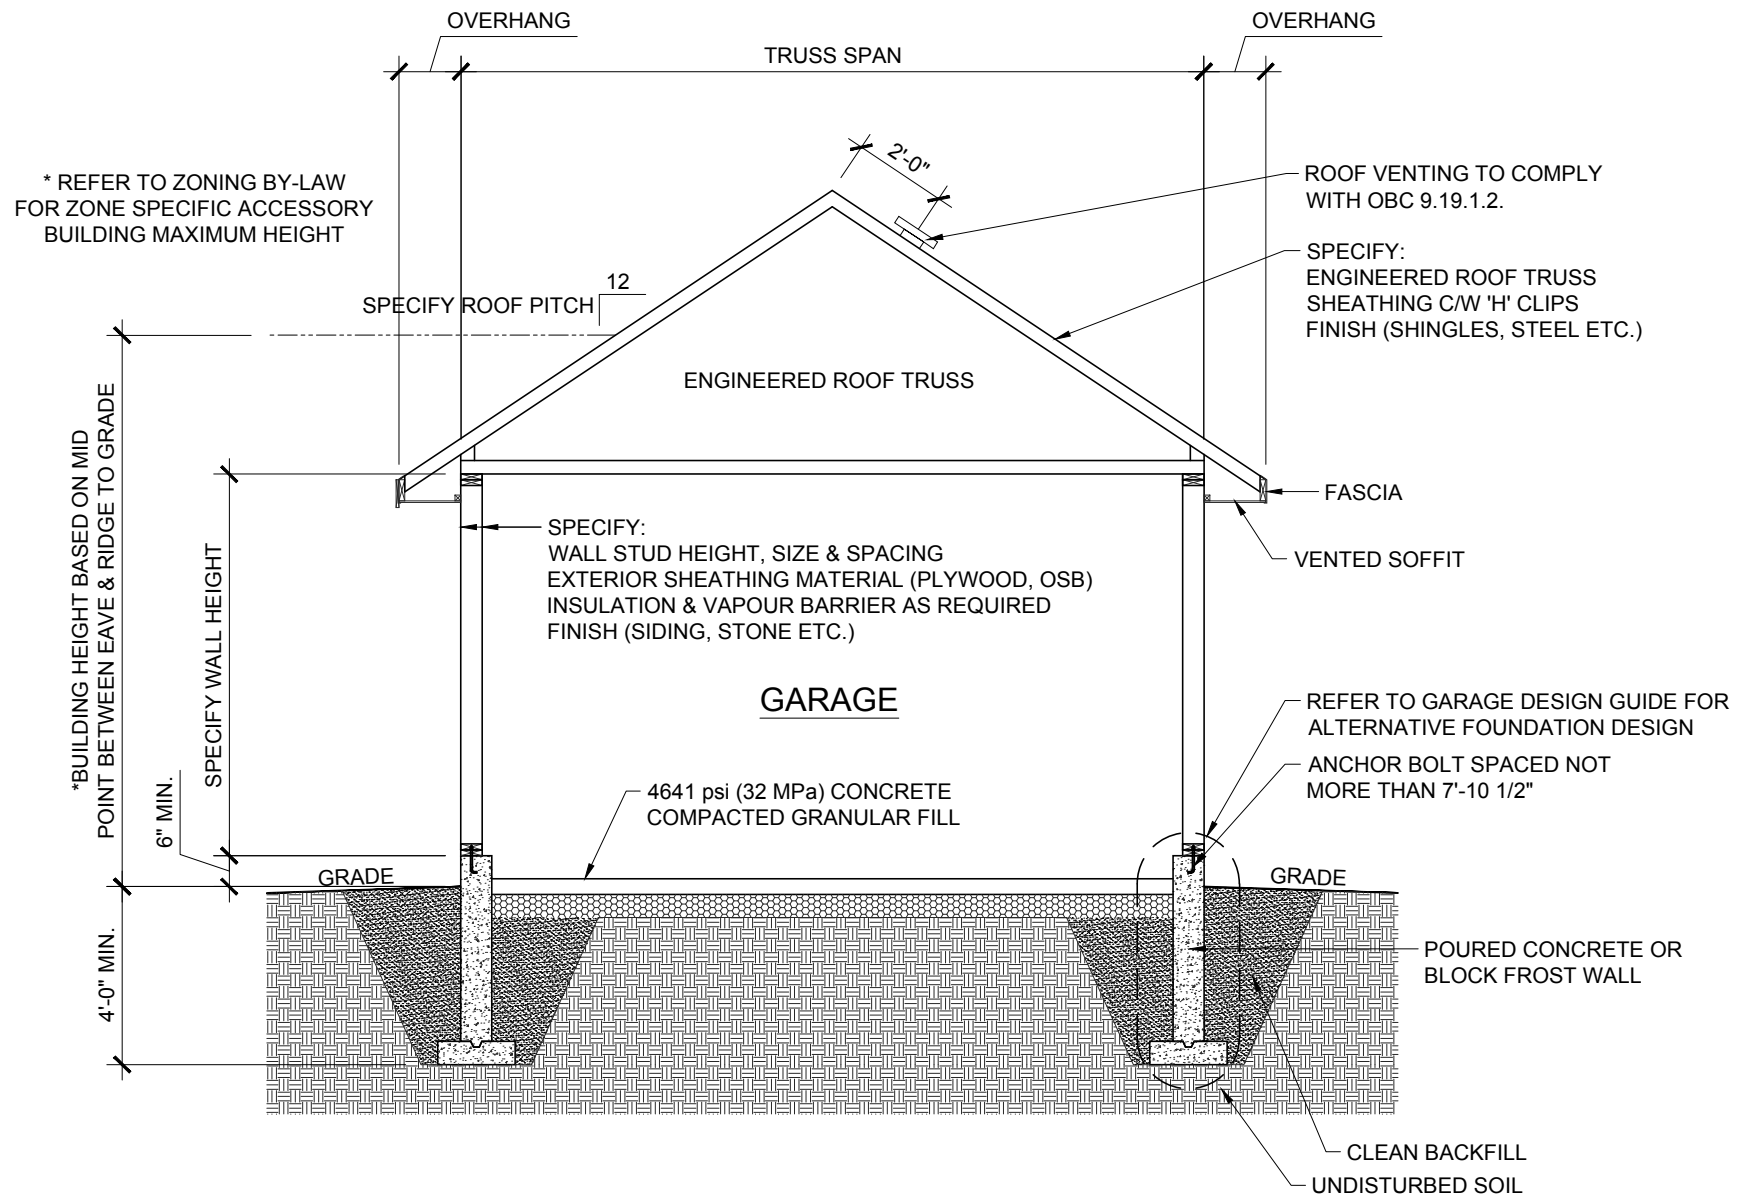 OVERHANG
TRUSS SPAN
OVERHANG
2'-0"
* REFER TO ZONING BY-LAW
FOR ZONE SPECIFIC ACCESSORY
BUILDING MAXIMUM HEIGHT
ROOF VENTING TO COMPLY
WITH OBC 9.19.1.2.
SPECIFY:
ENGINEERED ROOF TRUSS
SHEATHING C/W 'H' CLIPS
FINISH (SHINGLES, STEEL ETC.)
12
SPECIFY ROOF PITCH
ENGINEERED ROOF TRUSS
*BUILDING HEIGHT BASED ON MID
POINT BETWEEN EAVE & RIDGE TO GRADE
SPECIFY WALL HEIGHT
6" MIN.
4'-0" MIN.
FASCIA
VENTED SOFFIT
SPECIFY:
WALL STUD HEIGHT, SIZE & SPACING
EXTERIOR SHEATHING MATERIAL (PLYWOOD, OSB)
INSULATION & VAPOUR BARRIER AS REQUIRED
FINISH (SIDING, STONE ETC.)
GARAGE
REFER TO GARAGE DESIGN GUIDE FOR
ALTERNATIVE FOUNDATION DESIGN
ANCHOR BOLT SPACED NOT
MORE THAN 7'-10 1/2"
4641 psi (32 MPa) CONCRETE
COMPACTED GRANULAR FILL
GRADE
GRADE
POURED CONCRETE OR
BLOCK FROST WALL
CLEAN BACKFILL
UNDISTURBED SOIL